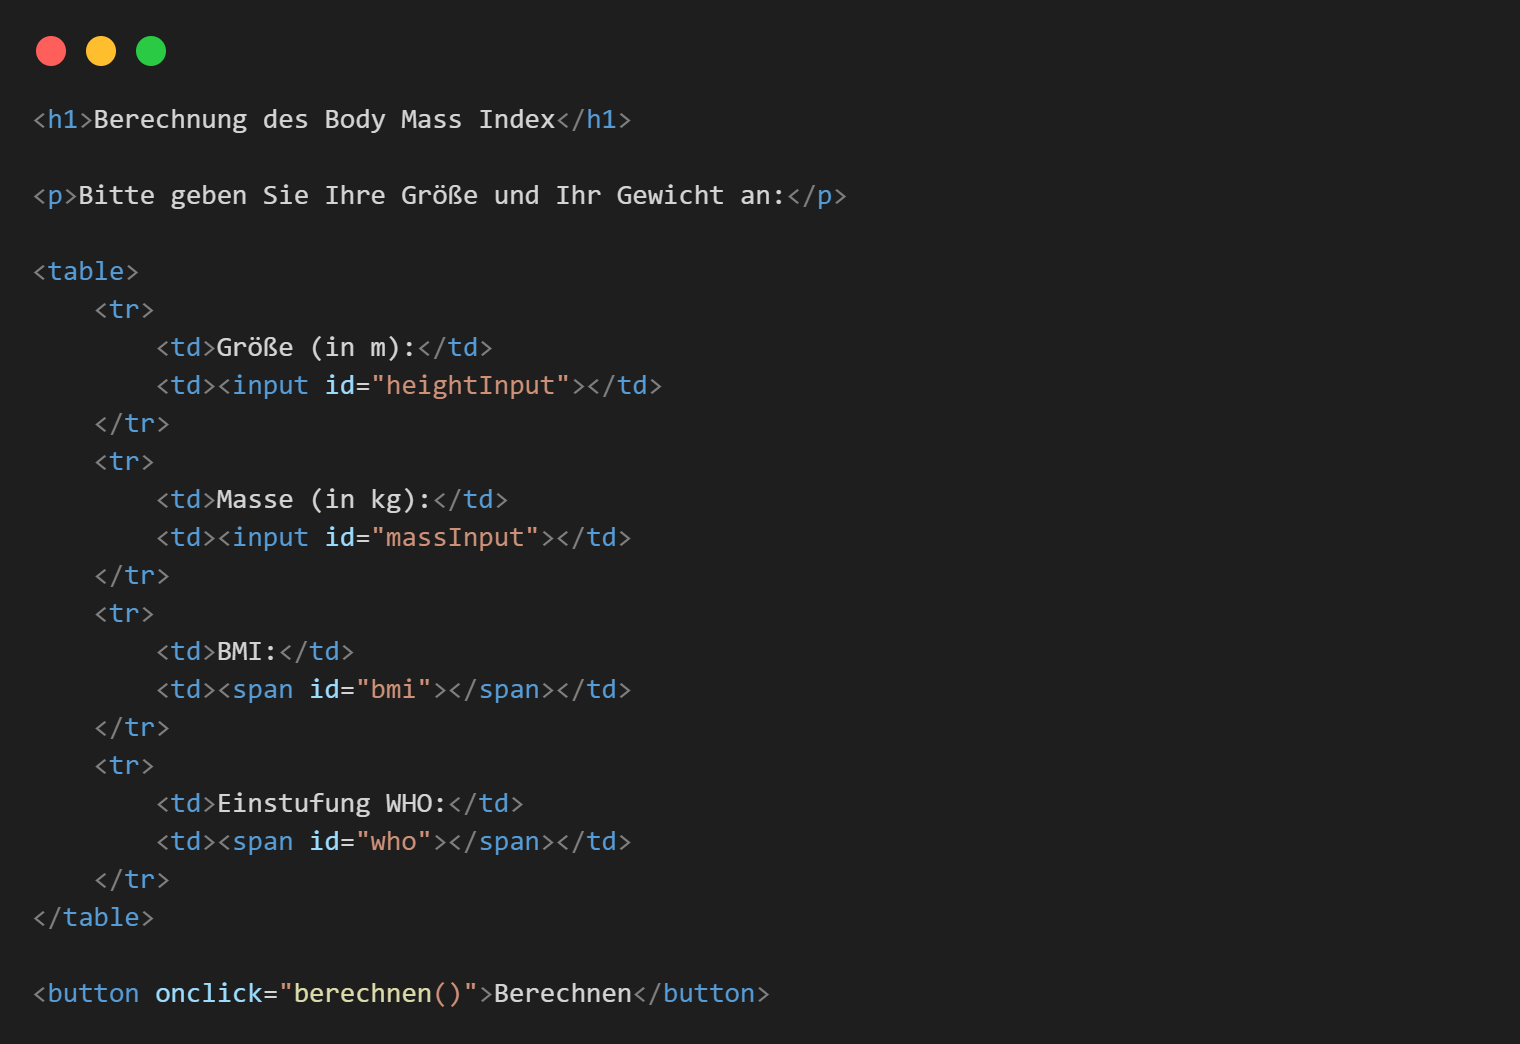 <h1>Berechnung des Body Mass Index</h1>
<p>Bitte geben Sie Ihre Größe und Ihr Gewicht an:</p>
<table>
    <tr>
        <td>Größe (in m):</td>
        <td><input id="heightInput"></td>
    </tr>
    <tr>
        <td>Masse (in kg):</td>
        <td><input id="massInput"></td>
    </tr>
    <tr>
        <td>BMI:</td>
        <td><span id="bmi"></span></td>
    </tr>
    <tr>
        <td>Einstufung WHO:</td>
        <td><span id="who"></span></td>
    </tr>
</table>
<button onclick="berechnen()">Berechnen</button>